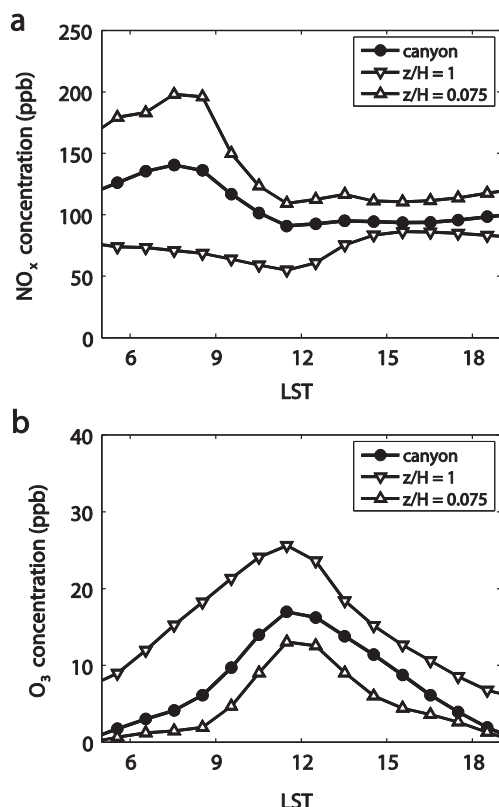 a
NOx concentration (ppb)
250
200
150
100
50
0
canyon
z/H = 1
z/H = 0.075
6 9 12 15 18
LST
b
O3 concentration (ppb)
40
30
20
10
0
canyon
z/H = 1
z/H = 0.075
6 9 12 15 18
LST